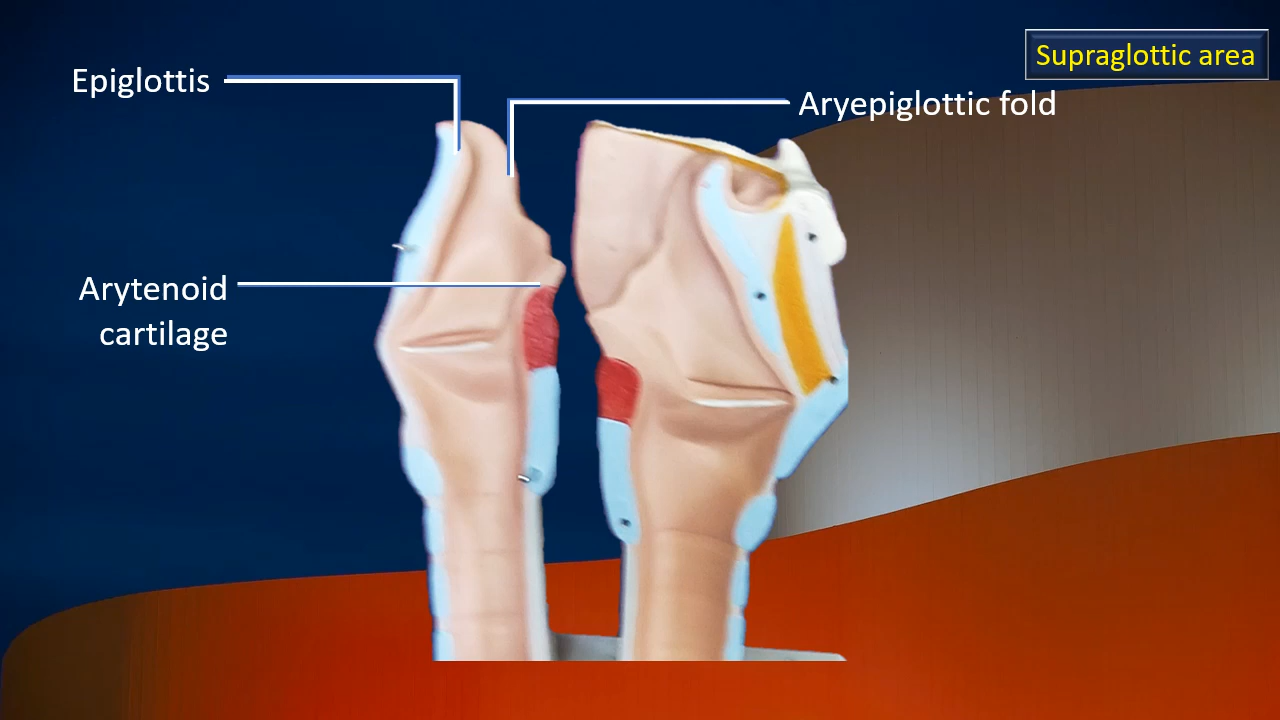 Supraglottic area
Epiglottis
Aryepiglottic fold
Arytenoid
cartilage